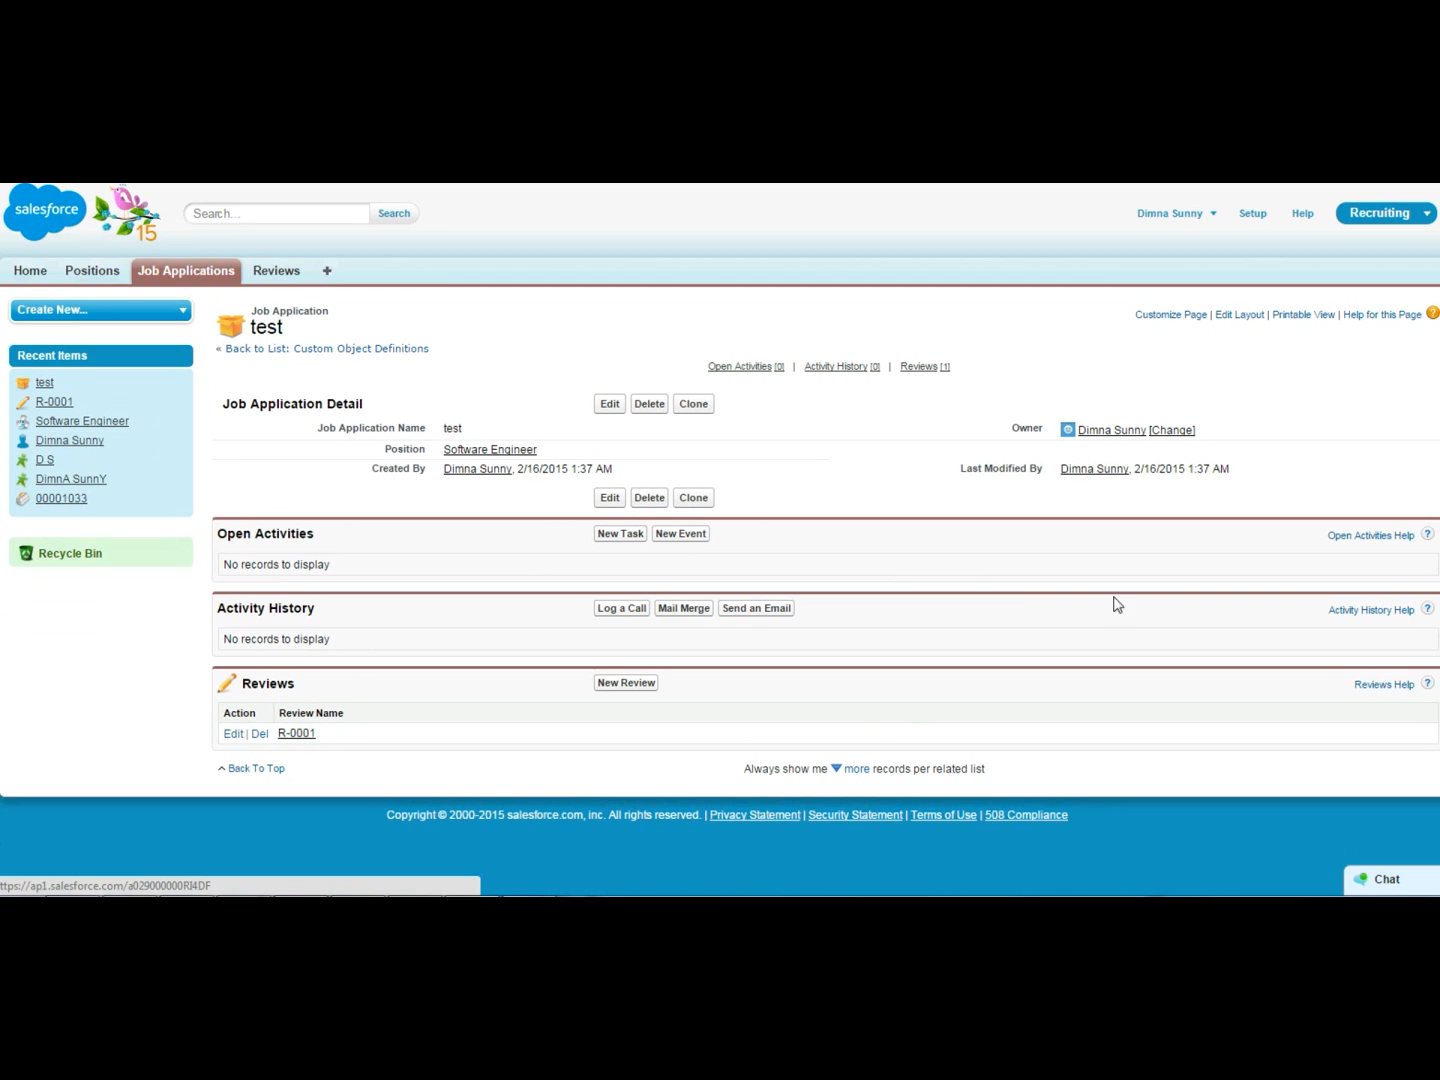 salesforce
15
Search...
Search
Dimna Sunny
Setup
Help
Recruiting
Home
Positions
Job Applications
Reviews
+
Create New...
Recent Items
test
R-0001
Software Engineer
Dimna Sunny
D S
DimnA SunnY
00001033
Recycle Bin
Job Application
test
« Back to List: Custom Object Definitions
Customize Page | Edit Layout | Printable View | Help for this Page ?
Open Activities [0] | Activity History [0] | Reviews [1]
Job Application Detail
Edit Delete Clone
Job Application Name test
Owner Dimna Sunny [Change]
Position Software Engineer
Created By Dimna Sunny, 2/16/2015 1:37 AM
Last Modified By Dimna Sunny, 2/16/2015 1:37 AM
Edit Delete Clone
Open Activities
New Task New Event
Open Activities Help ?
No records to display
Activity History
Log a Call Mail Merge Send an Email
Activity History Help ?
No records to display
Reviews
New Review
Reviews Help ?
Action Review Name
Edit | Del R-0001
Back To Top
Always show me more records per related list
Copyright © 2000-2015 salesforce.com, inc. All rights reserved. | Privacy Statement | Security Statement | Terms of Use | 508 Compliance
ttps://ap1.salesforce.com/a029000000RI4DF
Chat